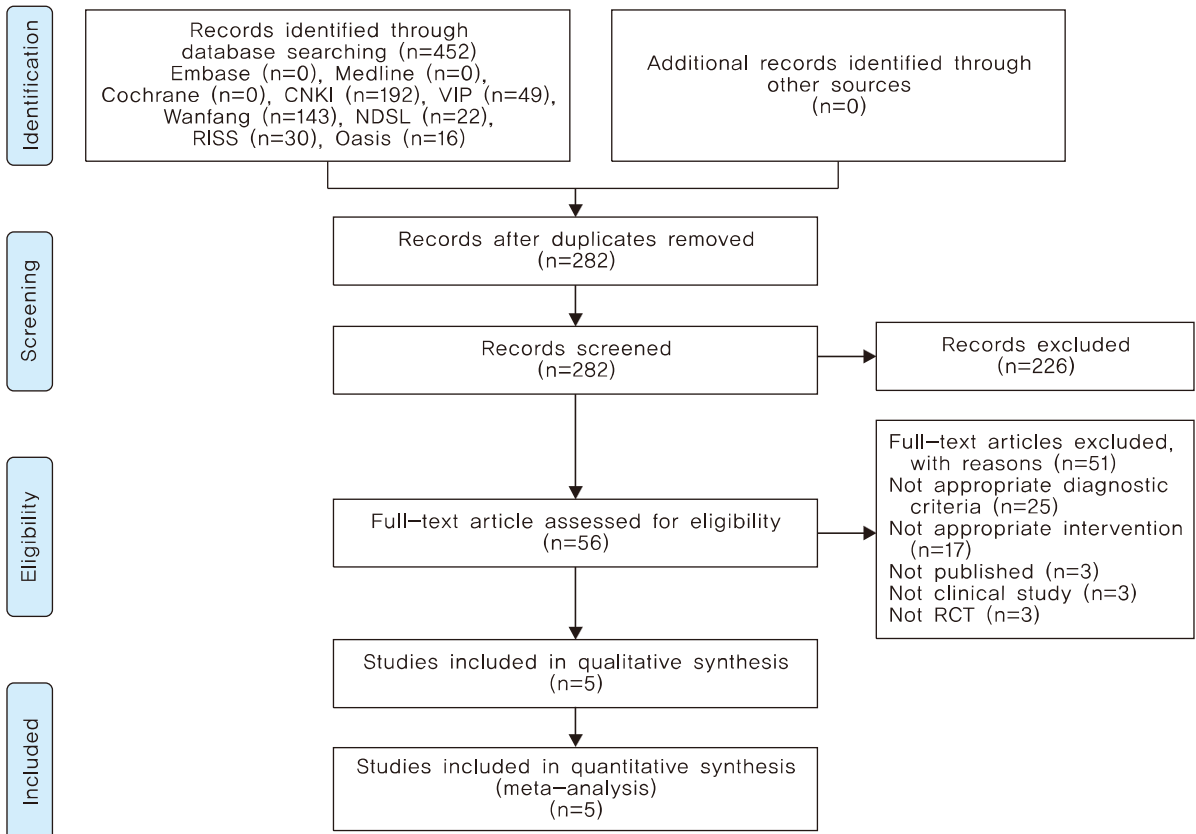 Identification
Records identified through
database searching (n=452)
Embase (n=0), Medline (n=0),
Cochrane (n=0), CNKI (n=192), VIP (n=49),
Wanfang (n=143), NDSL (n=22),
RISS (n=30), Oasis (n=16)
Additional records identified through
other sources
(n=0)
Screening
Records after duplicates removed
(n=282)
Records screened
(n=282)
Records excluded
(n=226)
Eligibility
Full-text article assessed for eligibility
(n=56)
Full-text articles excluded,
with reasons (n=51)
Not appropriate diagnostic
criteria (n=25)
Not appropriate intervention
(n=17)
Not published (n=3)
Not clinical study (n=3)
Not RCT (n=3)
Included
Studies included in qualitative synthesis
(n=5)
Studies included in quantitative synthesis
(meta-analysis)
(n=5)